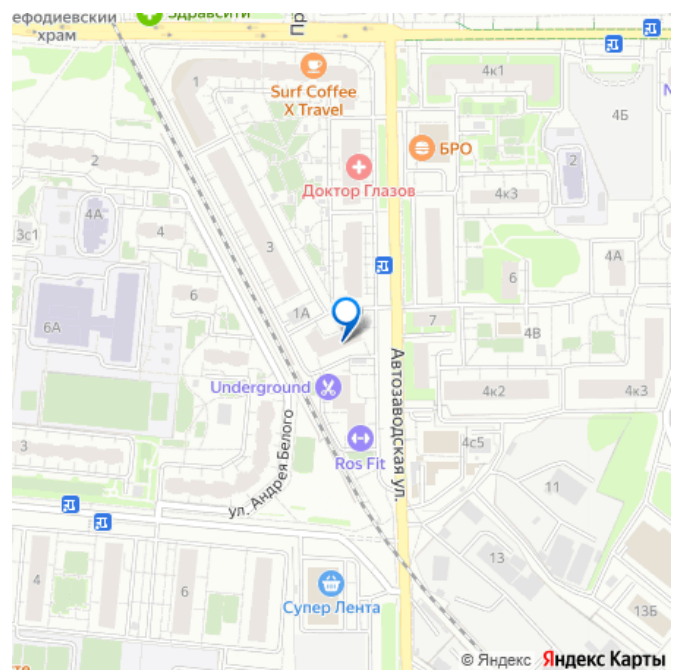 ефодиевский
храм
Здравсити
Пр
1
Surf Coffee
X Travel
4к1
4Б
БРО
2
2
Доктор Глазов
4к3
4А
3с1
4
3
4А
6
6
1А
7
4В
6А
Автозаводская ул.
Underground
4к2
4к3
3
ул. Андрея Белого
4с5
Ros Fit
11
13
4
6
Супер Лента
13Б
те
© Яндекс Яндекс Карты